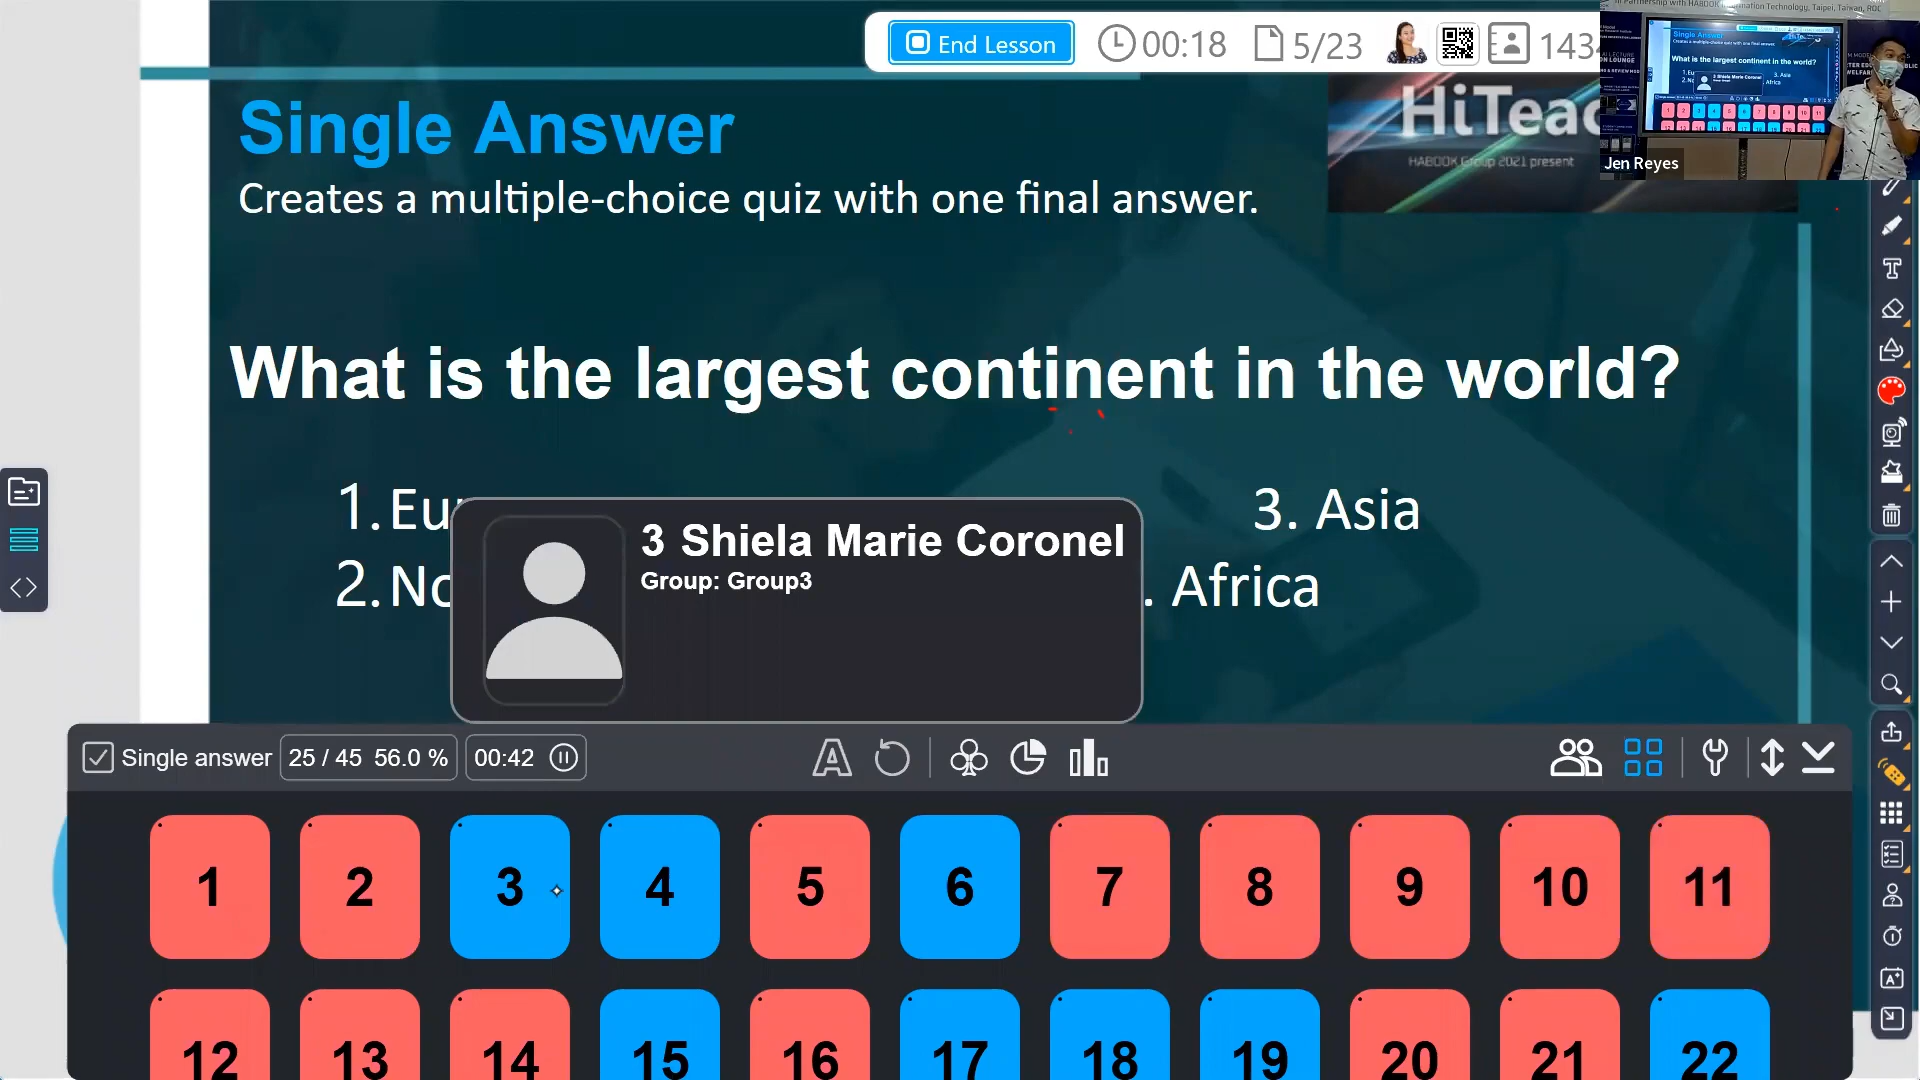 End Lesson
00:18
5/23
143
Single Answer
Creates a multiple-choice quiz with one final answer.
HiTeac
HABOOK Group 2021 present
Jen Reyes
What is the largest continent in the world?
1. Eu
3. Asia
2. No
. Africa
3 Shiela Marie Coronel
Group: Group3
Single answer
25 / 45 56.0 %
00:42
1 2 3 4 5 6 7 8 9 10 11
12 13 14 15 16 17 18 19 20 21 22